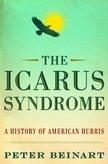 THE
ICARUS
SYNDROME
A HISTORY OF AMERICAN HUBRIS
PETER BEINART